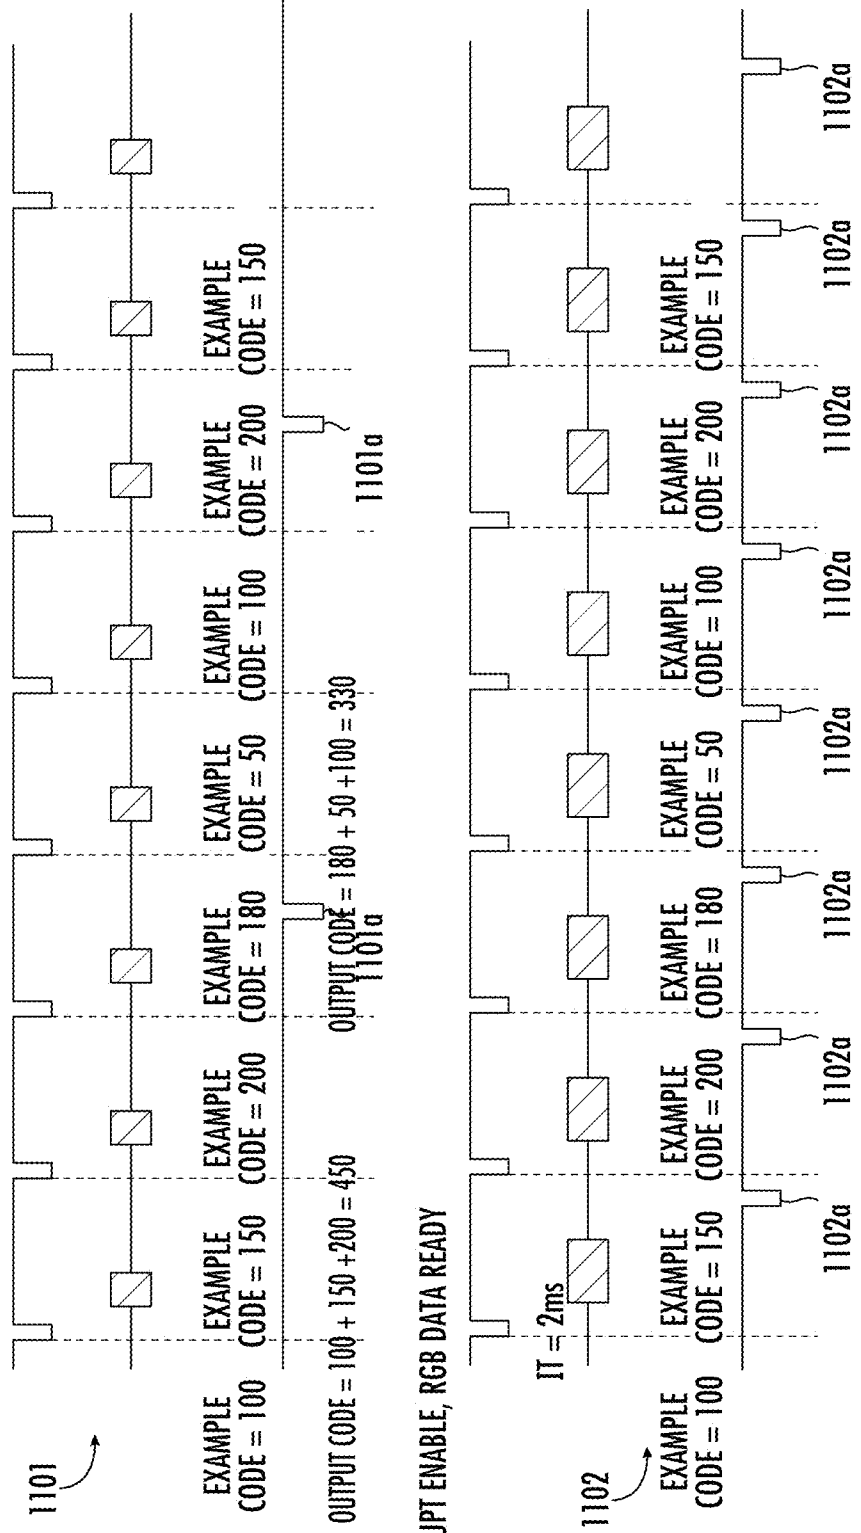 1101
EXAMPLE
CODE = 100
EXAMPLE
CODE = 150
EXAMPLE
CODE = 200
EXAMPLE
CODE = 180
EXAMPLE
CODE = 50
EXAMPLE
CODE = 100
EXAMPLE
CODE = 200
EXAMPLE
CODE = 150
OUTPUT CODE = 100 + 150 +200 = 450
OUTPUT CODE = 180 + 50 +100 = 330
1101a
1101a
ENABLE, RGB DATA READY
IT = 2ms
1102
EXAMPLE
CODE = 100
EXAMPLE
CODE = 150
EXAMPLE
CODE = 200
EXAMPLE
CODE = 180
EXAMPLE
CODE = 50
EXAMPLE
CODE = 100
EXAMPLE
CODE = 200
EXAMPLE
CODE = 150
1102a
1102a
1102a
1102a
1102a
1102a
1102a
1102a